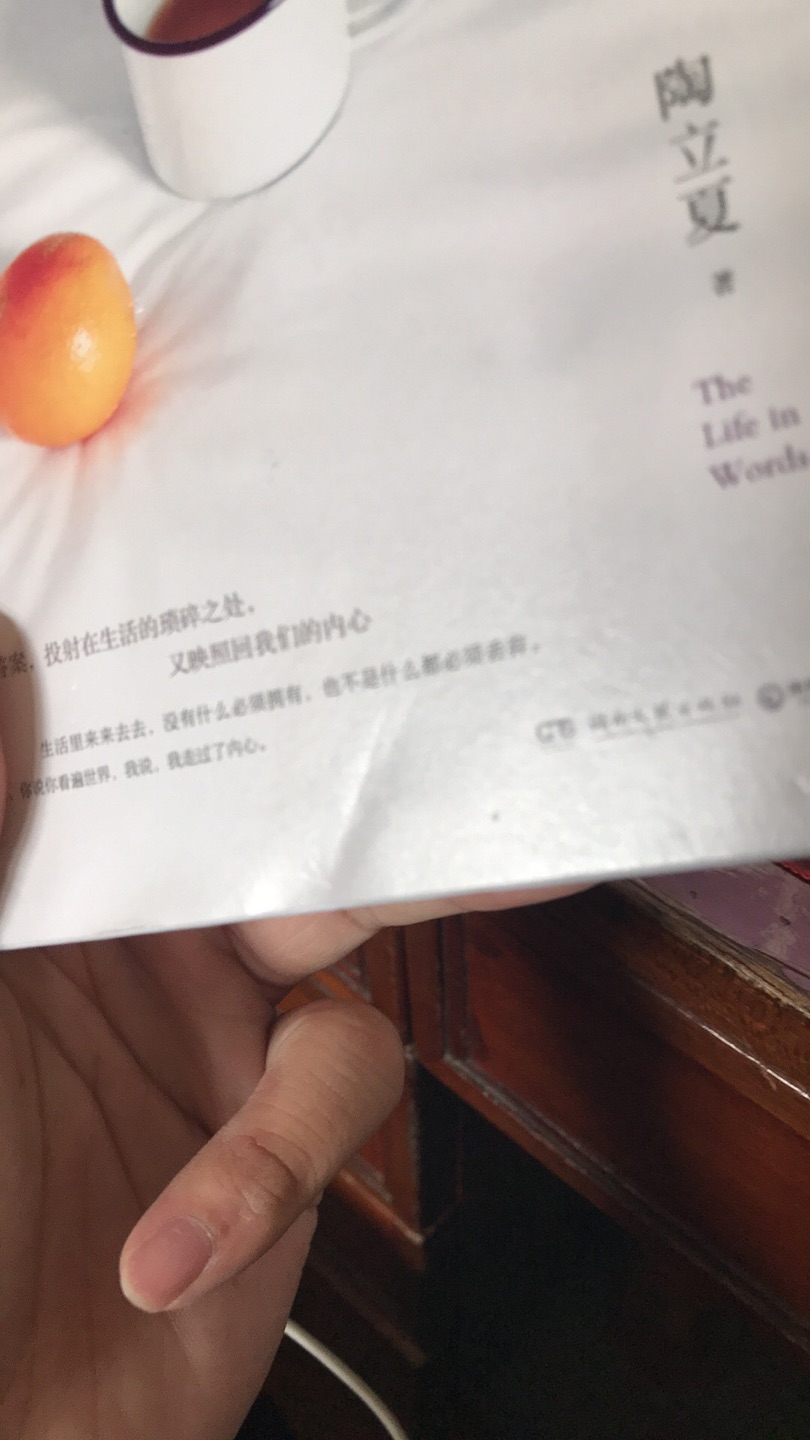 陶立夏
著
The
Life in
Words
答案，投射在生活的琐碎之处，
又映照回我们的内心
生活里来来去去，没有什么必须拥有，也不是什么都必须舍弃。
，你说你看遍世界，我说，我走过了内心。